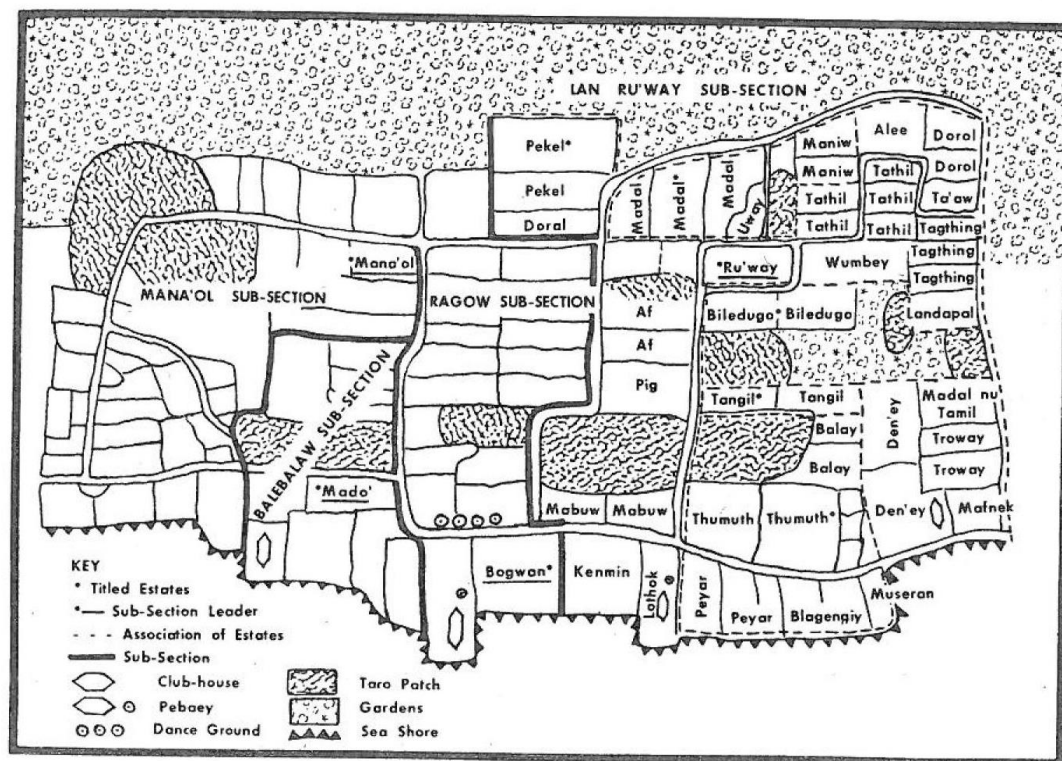 LAN RU'WAY SUB-SECTION
Pekel*
Pekel
Doral
Madal
Madal*
Madal
Uway
Maniw
Maniw
Tathil
Tathil
Alee
Tathil
Tathil
Tathil
Dorol
Dorol
Ta'aw
Tagthing
Tagthing
Tagthing
Landapal
*Mana'ol
MANA'OL SUB-SECTION
RAGOW SUB-SECTION
BALEBALAW SUB-SECTION
*Ru'way
Wumbey
Af
Af
Pig
Biledugo*
Biledugo
Tangil*
Tangil
Balay
Balay
Den'ey
Madal nu
Tamil
Troway
Troway
*Mado'
Mabuw
Mabuw
Thumuth
Thumuth*
Den'ey
Mafnek
Bogwan*
Kenmin
Lathok
Peyar
Peyar
Blagengiy
Museran
KEY
* Titled Estates
*— Sub-Section Leader
- - - - Association of Estates
Sub-Section
Club-house
Pebaey
Dance Ground
Taro Patch
Gardens
Sea Shore